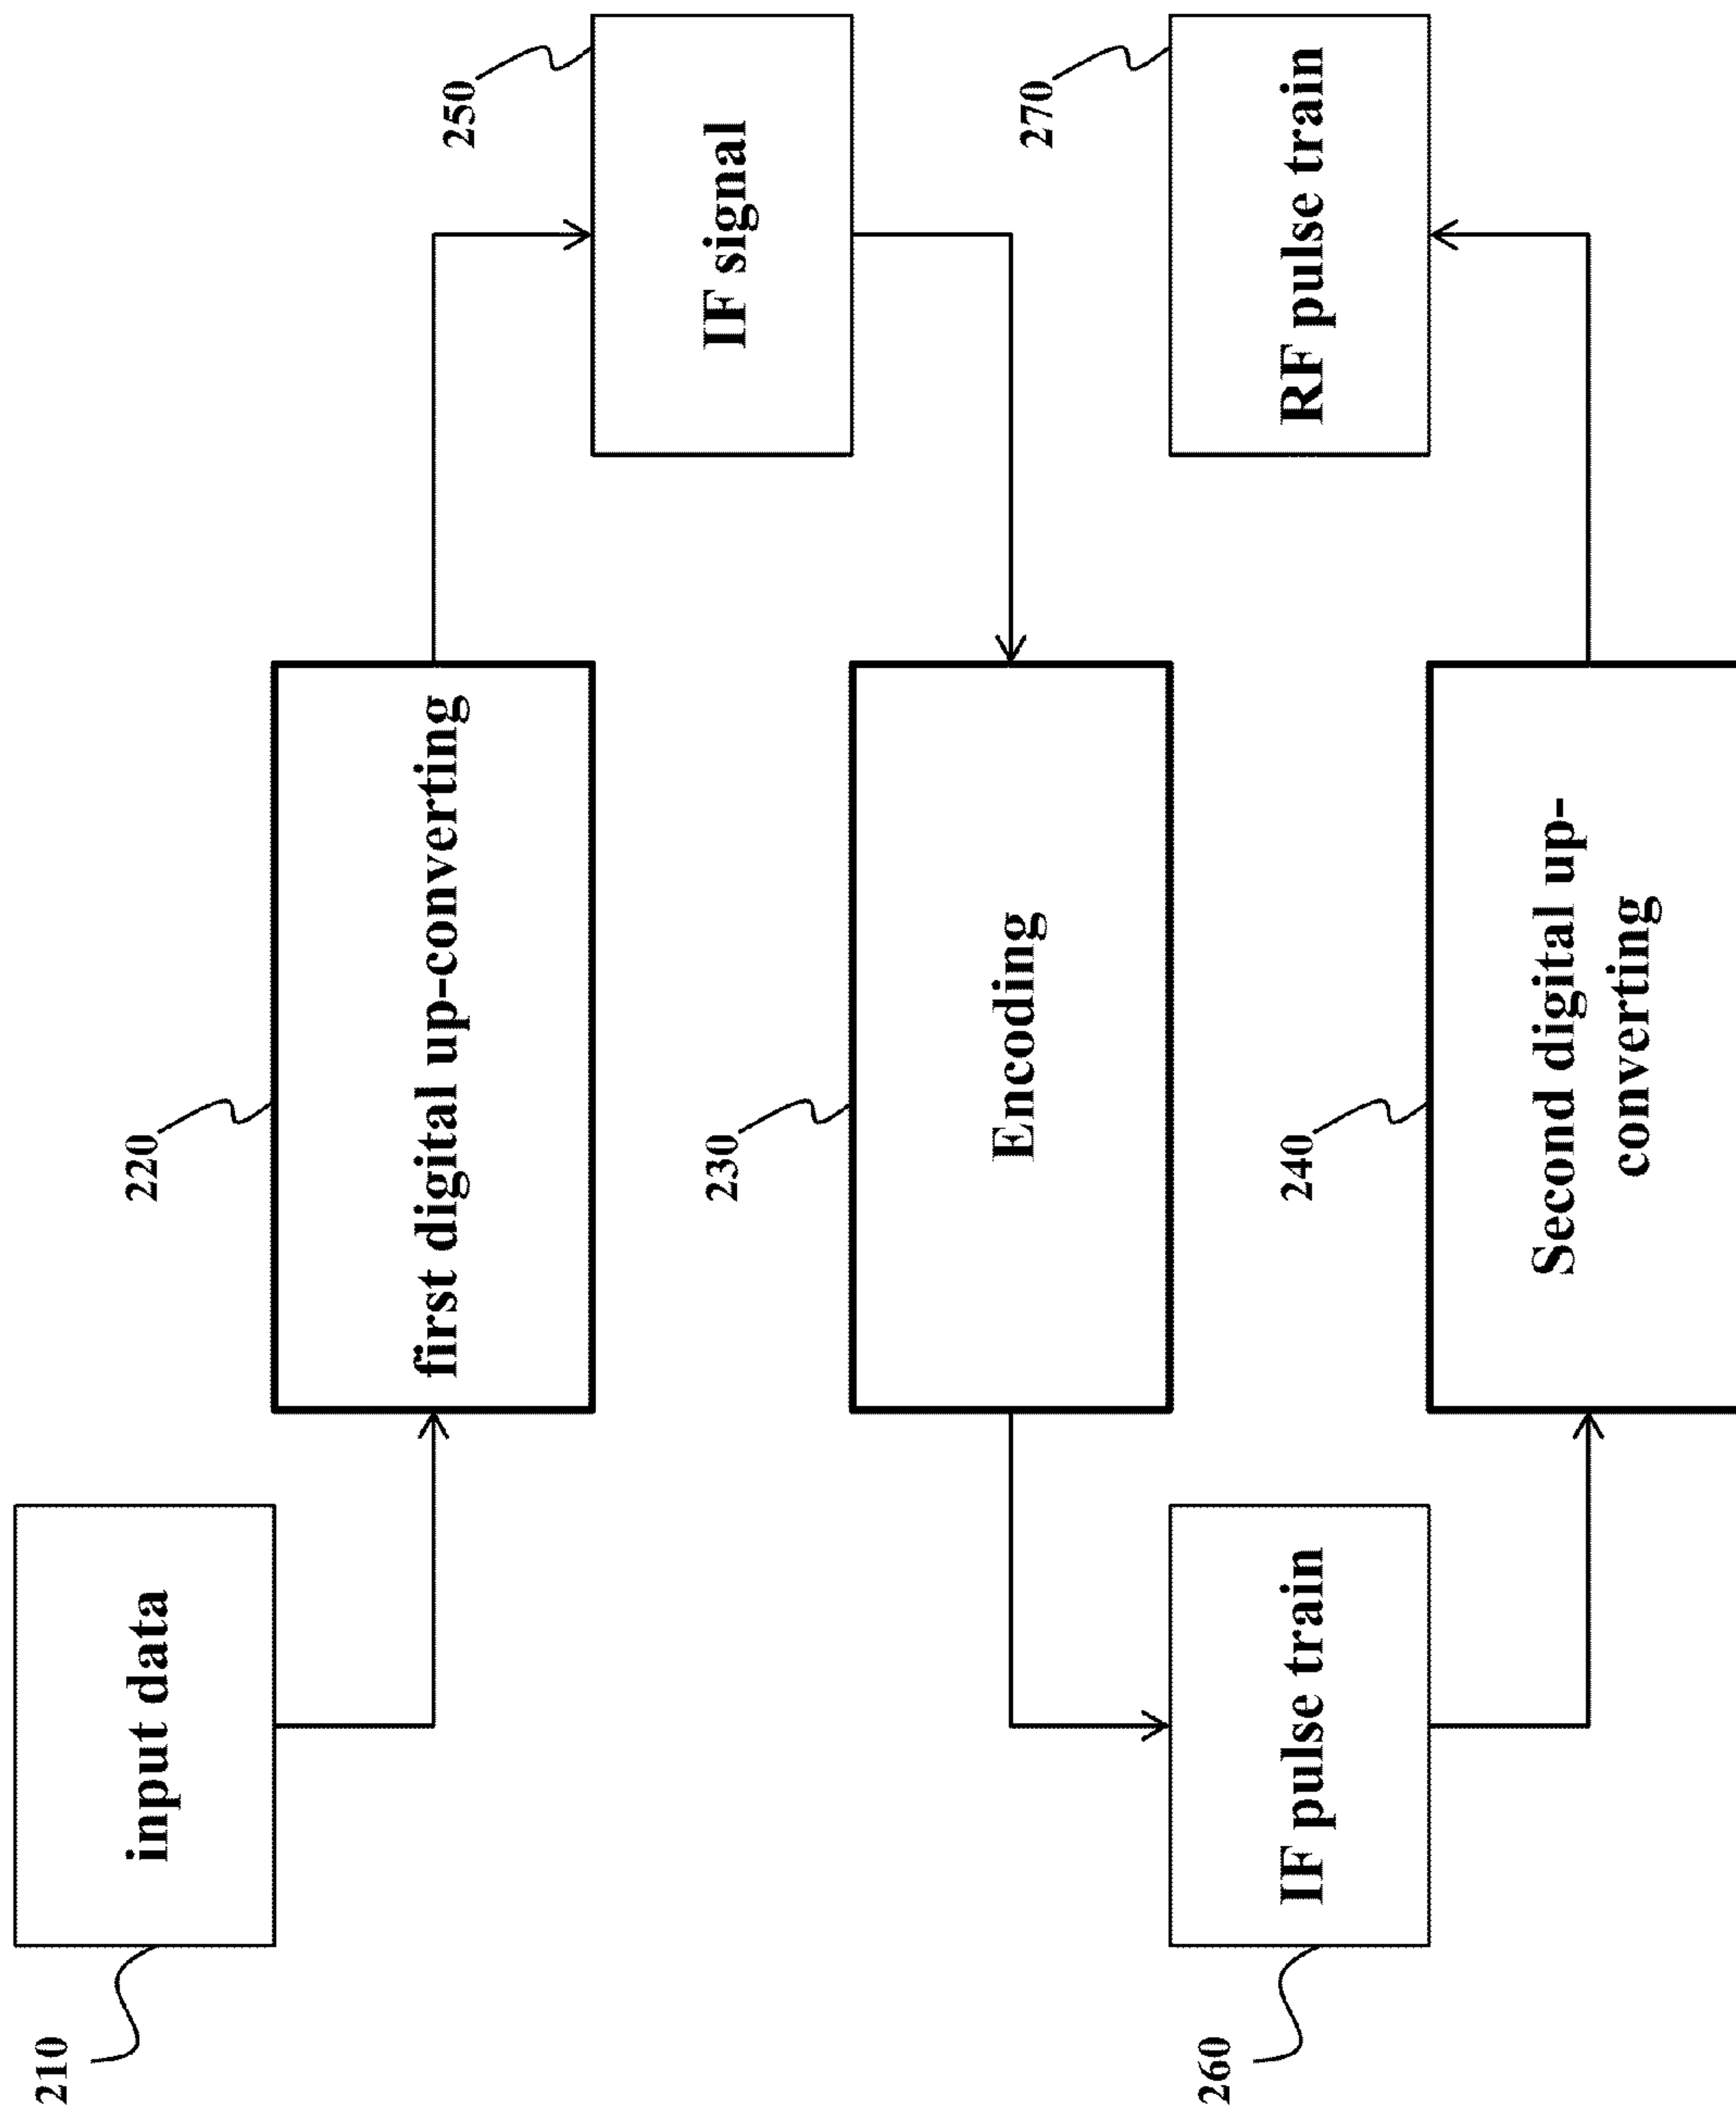 210
input data
220
first digital up-converting
250
IF signal
230
Encoding
260
IF pulse train
240
Second digital up-
converting
270
RF pulse train